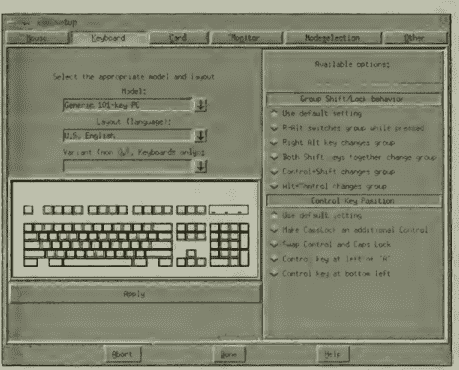 XF86Setup
Mouse Keyboard Card Monitor Modeselection Other
Select the appropriate model and layout
Model:
Generic 101-key PC
Layout (language):
U.S. English
Variant (non U.S. Keyboards only):
Apply
Available options:
Group Shift/Lock behavior
Use default setting
R-Alt switches group while pressed
Right Alt key changes group
Both Shift keys together change group
Control+Shift changes group
Alt+Control changes group
Control Key Position
Use default setting
Make CapsLock an additional Control
Swap Control and Caps Lock
Control key at left of 'A'
Control key at bottom left
Abort Done Help